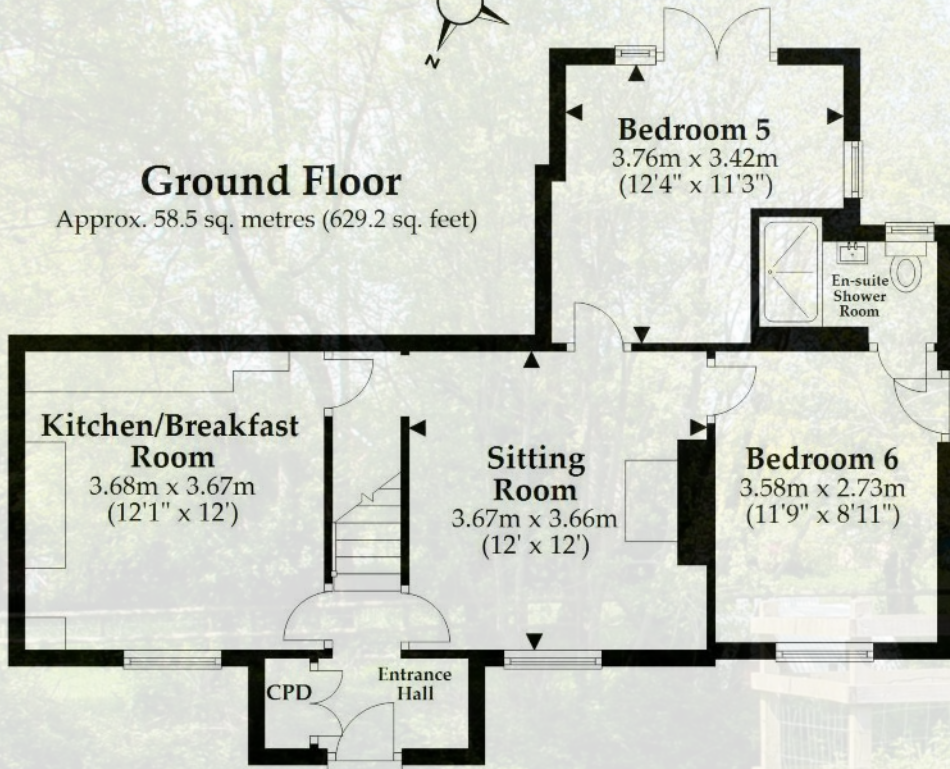 N
Ground Floor
Approx. 58.5 sq. metres (629.2 sq. feet)
Bedroom 5
3.76m x 3.42m
(12'4" x 11'3")
En-suite
Shower
Room
Kitchen/Breakfast
Room
3.68m x 3.67m
(12'1" x 12')
Sitting
Room
3.67m x 3.66m
(12' x 12')
Bedroom 6
3.58m x 2.73m
(11'9" x 8'11")
CPD
Entrance
Hall